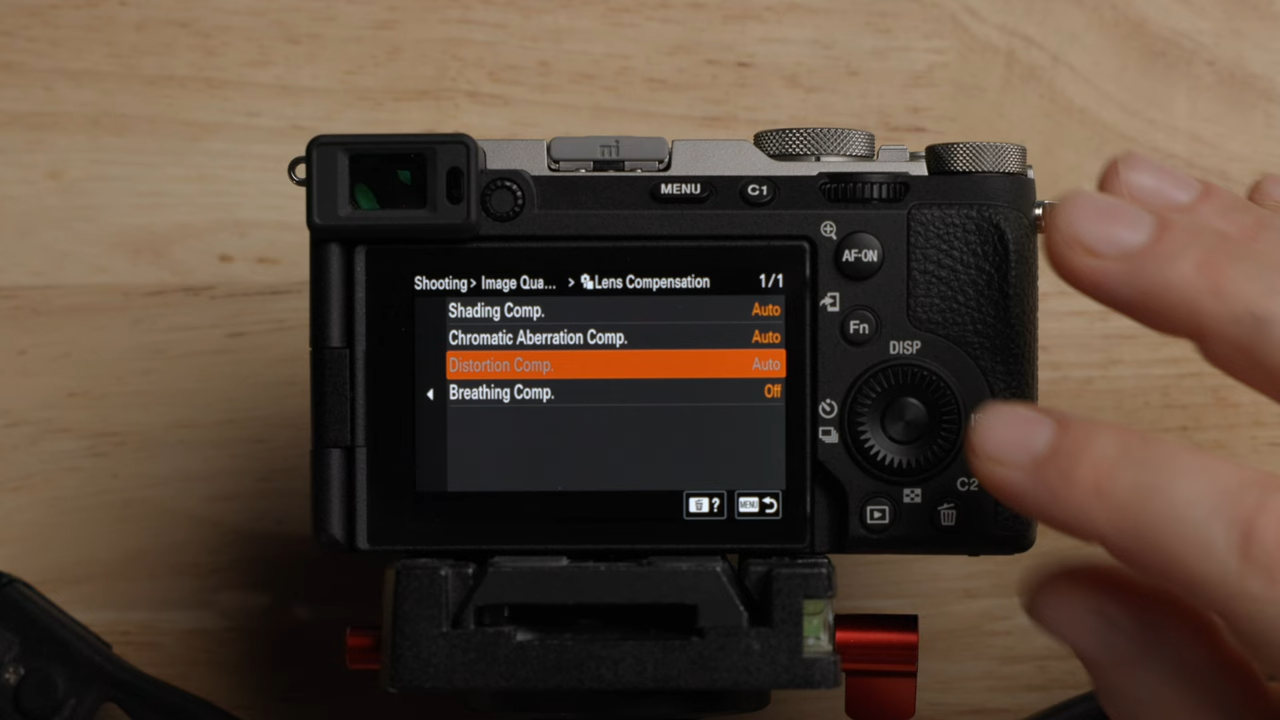 mi
MENU
C1
AF-ON
Shooting> Image Qua... > Lens Compensation 1/1
Shading Comp. Auto
Chromatic Aberration Comp. Auto
Distortion Comp. Auto
Breathing Comp. Off
Fn
DISP
C2
?
MENU